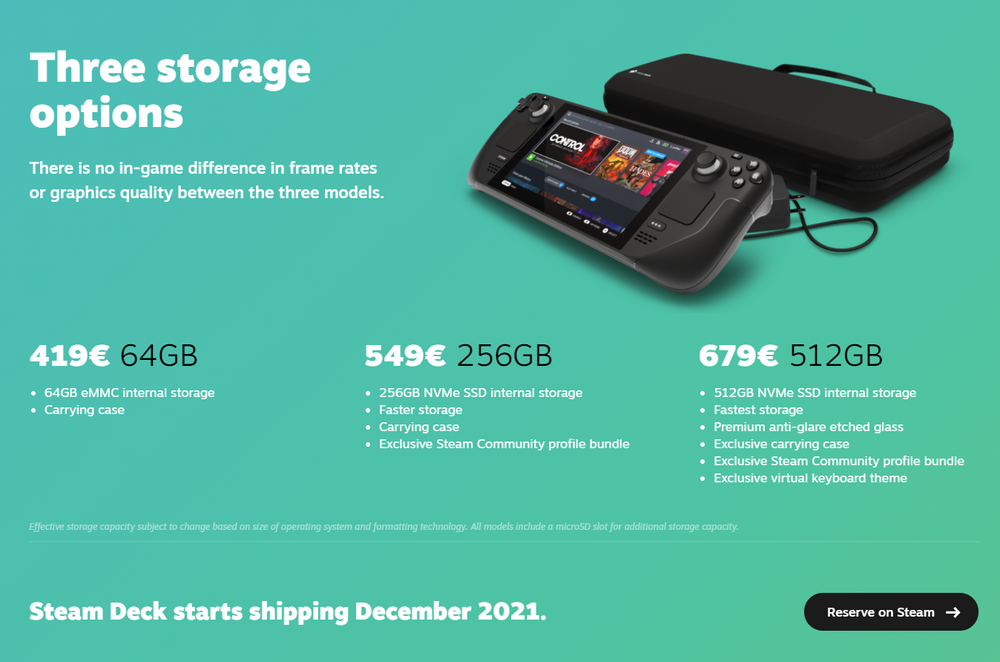 Three storage
options
There is no in-game difference in frame rates
or graphics quality between the three models.
CONTROL
DOOM
HADES
419€ 64GB
• 64GB eMMC internal storage
• Carrying case
549€ 256GB
• 256GB NVMe SSD internal storage
• Faster storage
• Carrying case
• Exclusive Steam Community profile bundle
679€ 512GB
• 512GB NVMe SSD internal storage
• Fastest storage
• Premium anti-glare etched glass
• Exclusive carrying case
• Exclusive Steam Community profile bundle
• Exclusive virtual keyboard theme
Effective storage capacity subject to change based on size of operating system and formatting technology. All models include a microSD slot for additional storage capacity.
Steam Deck starts shipping December 2021.
Reserve on Steam →